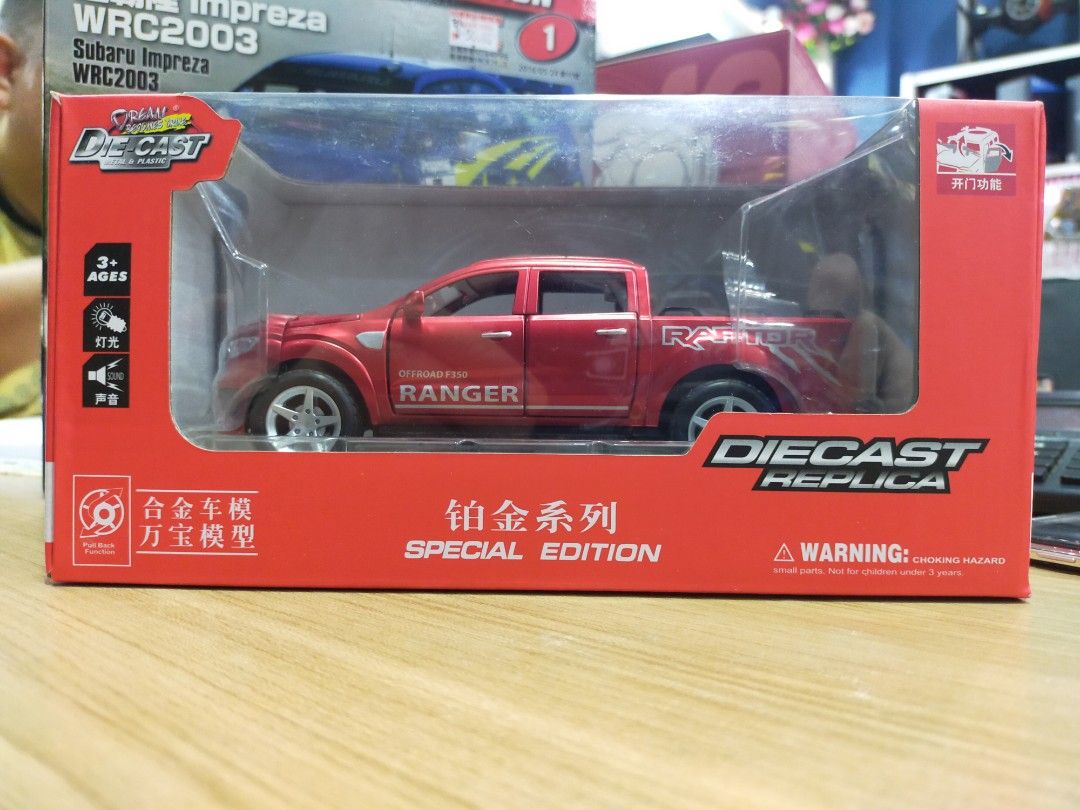 Impreza
WRC2003
Subaru Impreza
WRC2003
1
DREAM
DIE-CAST
METAL & PLASTIC
开门功能
3+
AGES
灯光
SOUND
声音
RAPTOR
OFFROAD F350
RANGER
DIECAST
REPLICA
Pull Back
Function
合金车模
万宝模型
铂金系列
SPECIAL EDITION
WARNING: CHOKING HAZARD
small parts. Not for children under 3 years.